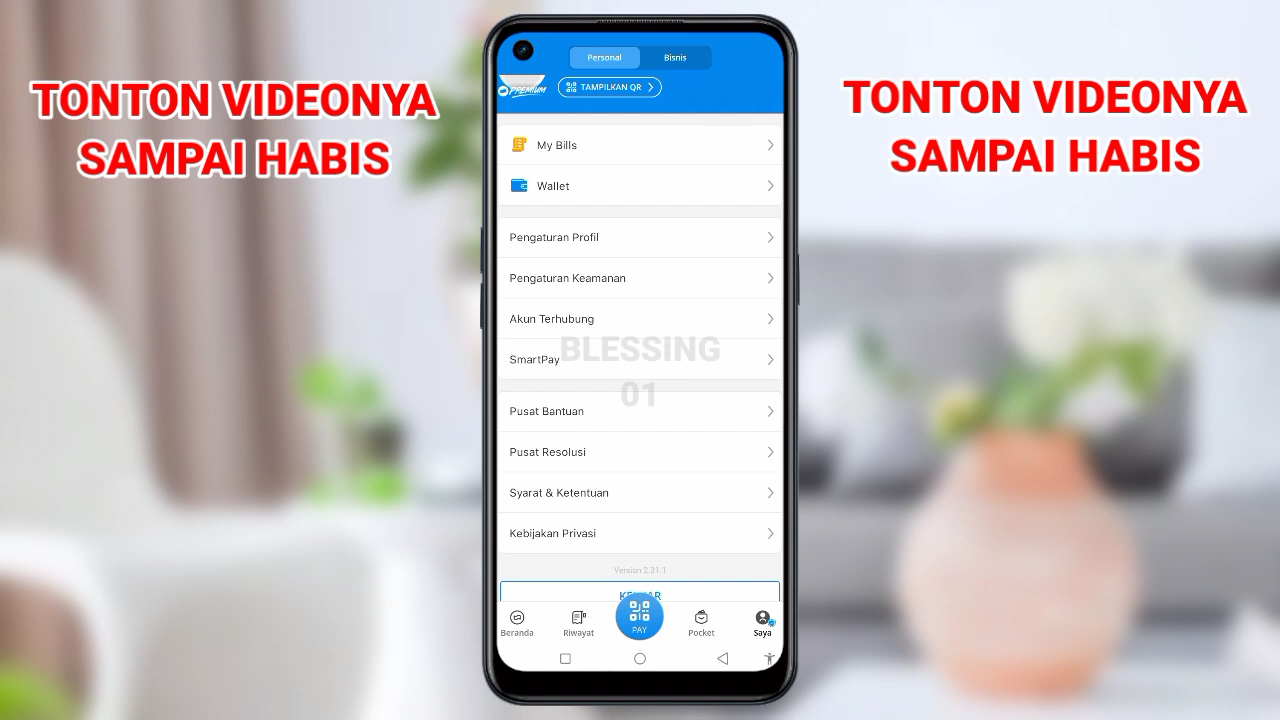 TONTON VIDEONYA
SAMPAI HABIS
TONTON VIDEONYA
SAMPAI HABIS
Personal
Bisnis
PREMIUM
TAMPILKAN QR
My Bills
Wallet
Pengaturan Profil
Pengaturan Keamanan
Akun Terhubung
SmartPay
BLESSING
01
Pusat Bantuan
Pusat Resolusi
Syarat & Ketentuan
Kebijakan Privasi
Version 2.31.1
PAY
Beranda
Riwayat
Pocket
Saya